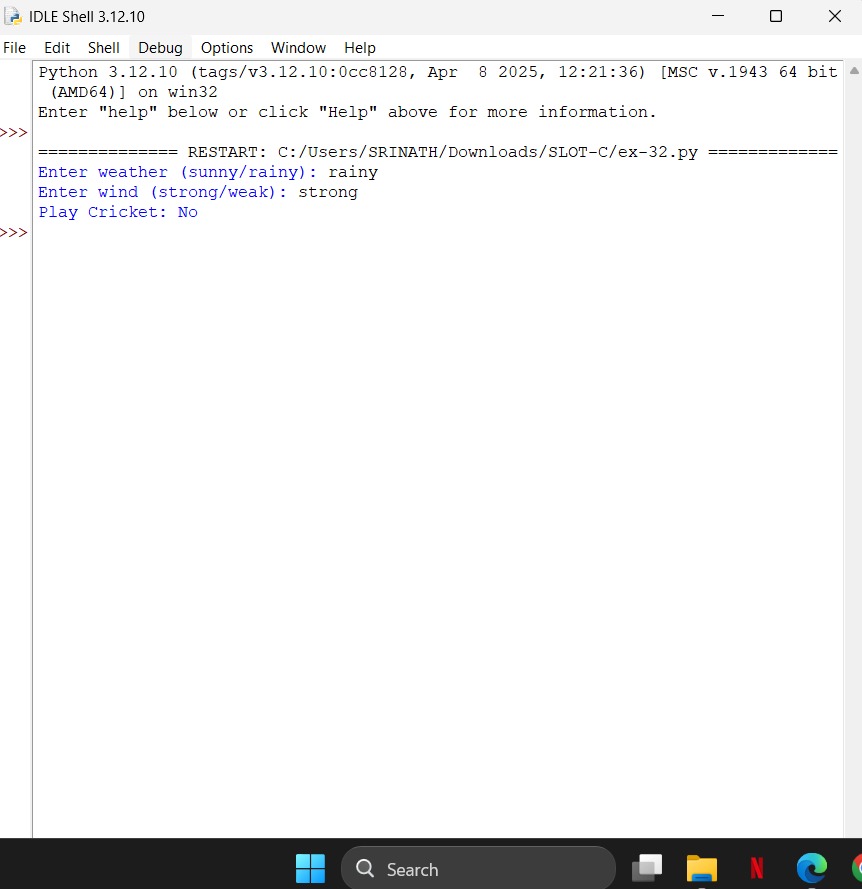 IDLE Shell 3.12.10
File Edit Shell Debug Options Window Help
Python 3.12.10 (tags/v3.12.10:0cc8128, Apr  8 2025, 12:21:36) [MSC v.1943 64 bit
 (AMD64)] on win32
Enter "help" below or click "Help" above for more information.
>>>
============== RESTART: C:/Users/SRINATH/Downloads/SLOT-C/ex-32.py =============
Enter weather (sunny/rainy): rainy
Enter wind (strong/weak): strong
Play Cricket: No
>>>
Search
N